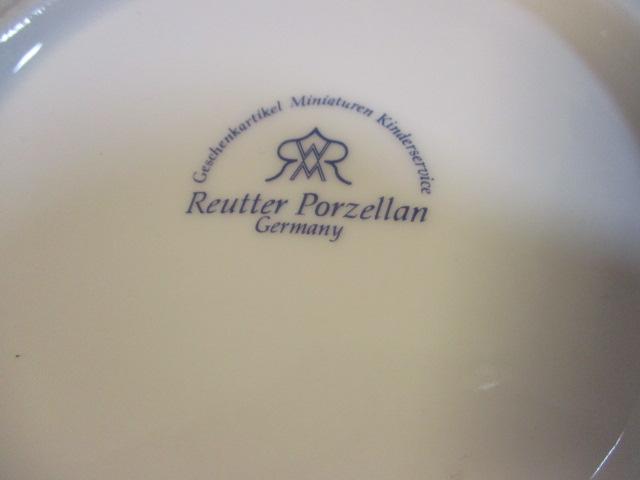 Geschenkartikel Miniaturen Kinderservice
Reutter Porzellan
Germany